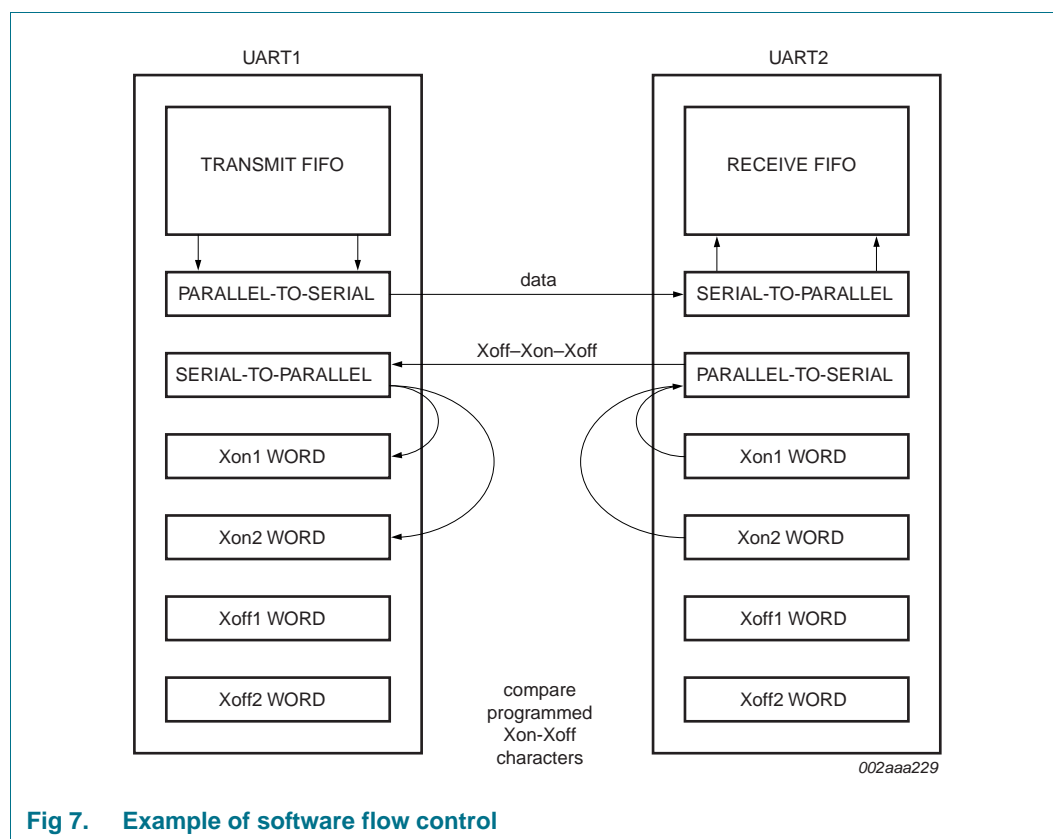 UART1
UART2
TRANSMIT FIFO
RECEIVE FIFO
PARALLEL-TO-SERIAL
data
SERIAL-TO-PARALLEL
Xoff–Xon–Xoff
SERIAL-TO-PARALLEL
PARALLEL-TO-SERIAL
Xon1 WORD
Xon1 WORD
Xon2 WORD
Xon2 WORD
Xoff1 WORD
Xoff1 WORD
Xoff2 WORD
Xoff2 WORD
compare
programmed
Xon-Xoff
characters
002aaa229
Fig 7. Example of software flow control